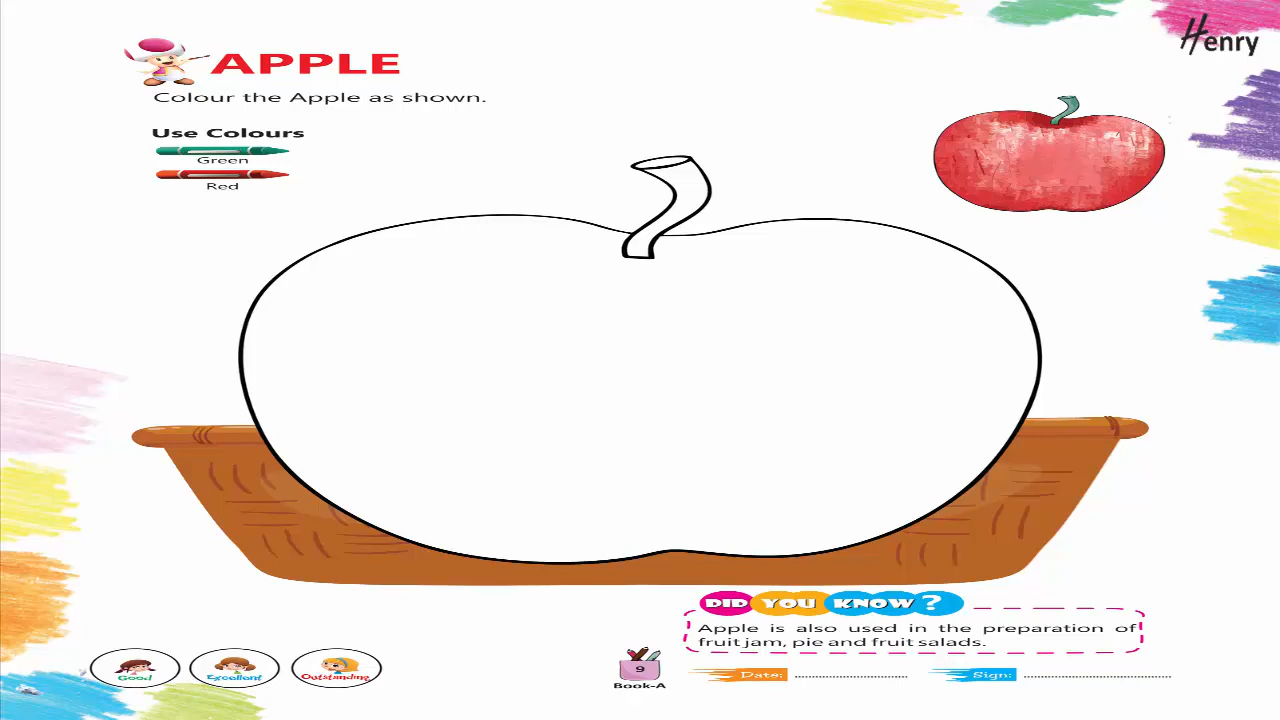 Henry
APPLE
Colour the Apple as shown.
Use Colours
Green
Red
DID YOU KNOW?
Apple is also used in the preparation of
fruit jam, pie and fruit salads.
Good Excellent Outstanding
9
Book-A
Date:
Sign: